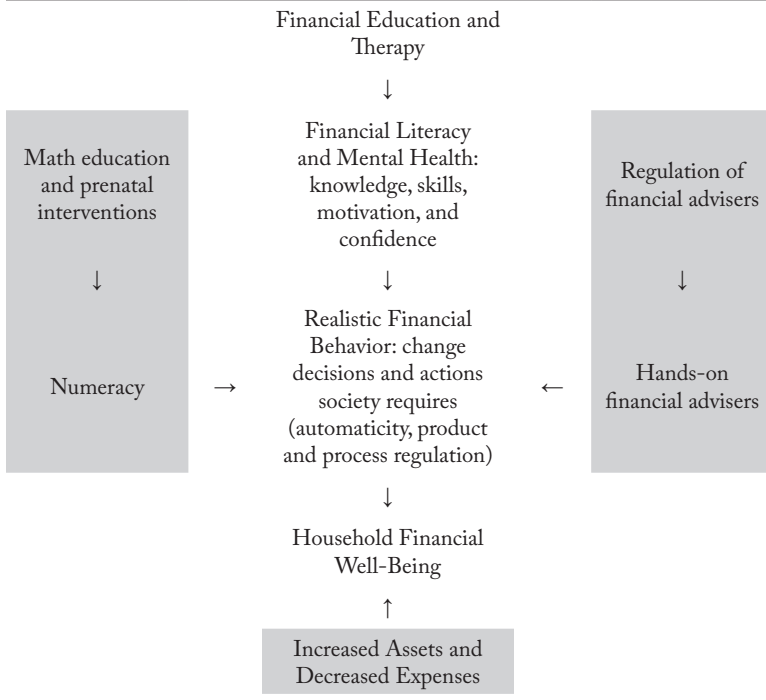 Financial Education and
Therapy
↓
Math education
and prenatal
interventions
↓
Numeracy
→
Financial Literacy
and Mental Health:
knowledge, skills,
motivation, and
confidence
↓
Realistic Financial
Behavior: change
decisions and actions
society requires
(automaticity, product
and process regulation)
Regulation of
financial advisers
↓
Hands-on
financial advisers
←
↓
Household Financial
Well-Being
↑
Increased Assets and
Decreased Expenses